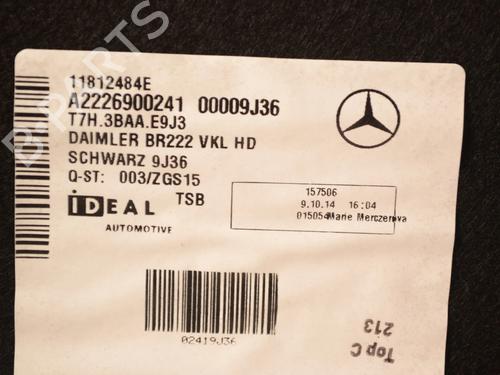 11812484E
A2226900241 00009J36
T7H.3BAA.E9J3
DAIMLER BR222 VKL HD
SCHWARZ 9J36
Q-ST: 003/ZGS15
TSB
iDEAL
AUTOMOTIVE
157506
9.10.14 16:04
015054 Marie Merczerova
02419J36
Top C
213
B-PARTS